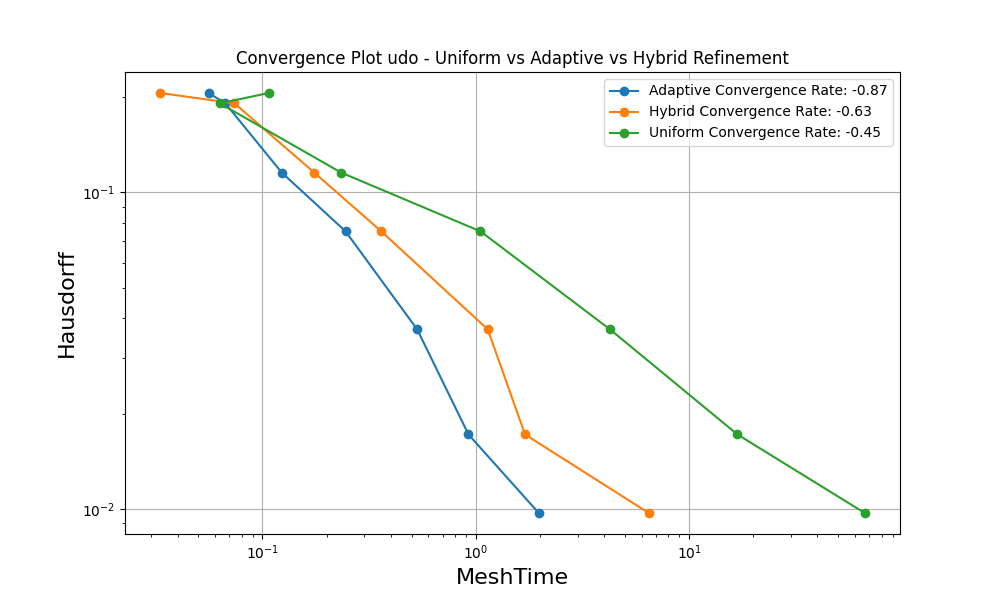 Convergence Plot udo - Uniform vs Adaptive vs Hybrid Refinement
Adaptive Convergence Rate: -0.87
Hybrid Convergence Rate: -0.63
Uniform Convergence Rate: -0.45
Hausdorff
10⁻¹
10⁻²
10⁻¹
10⁰
10¹
MeshTime